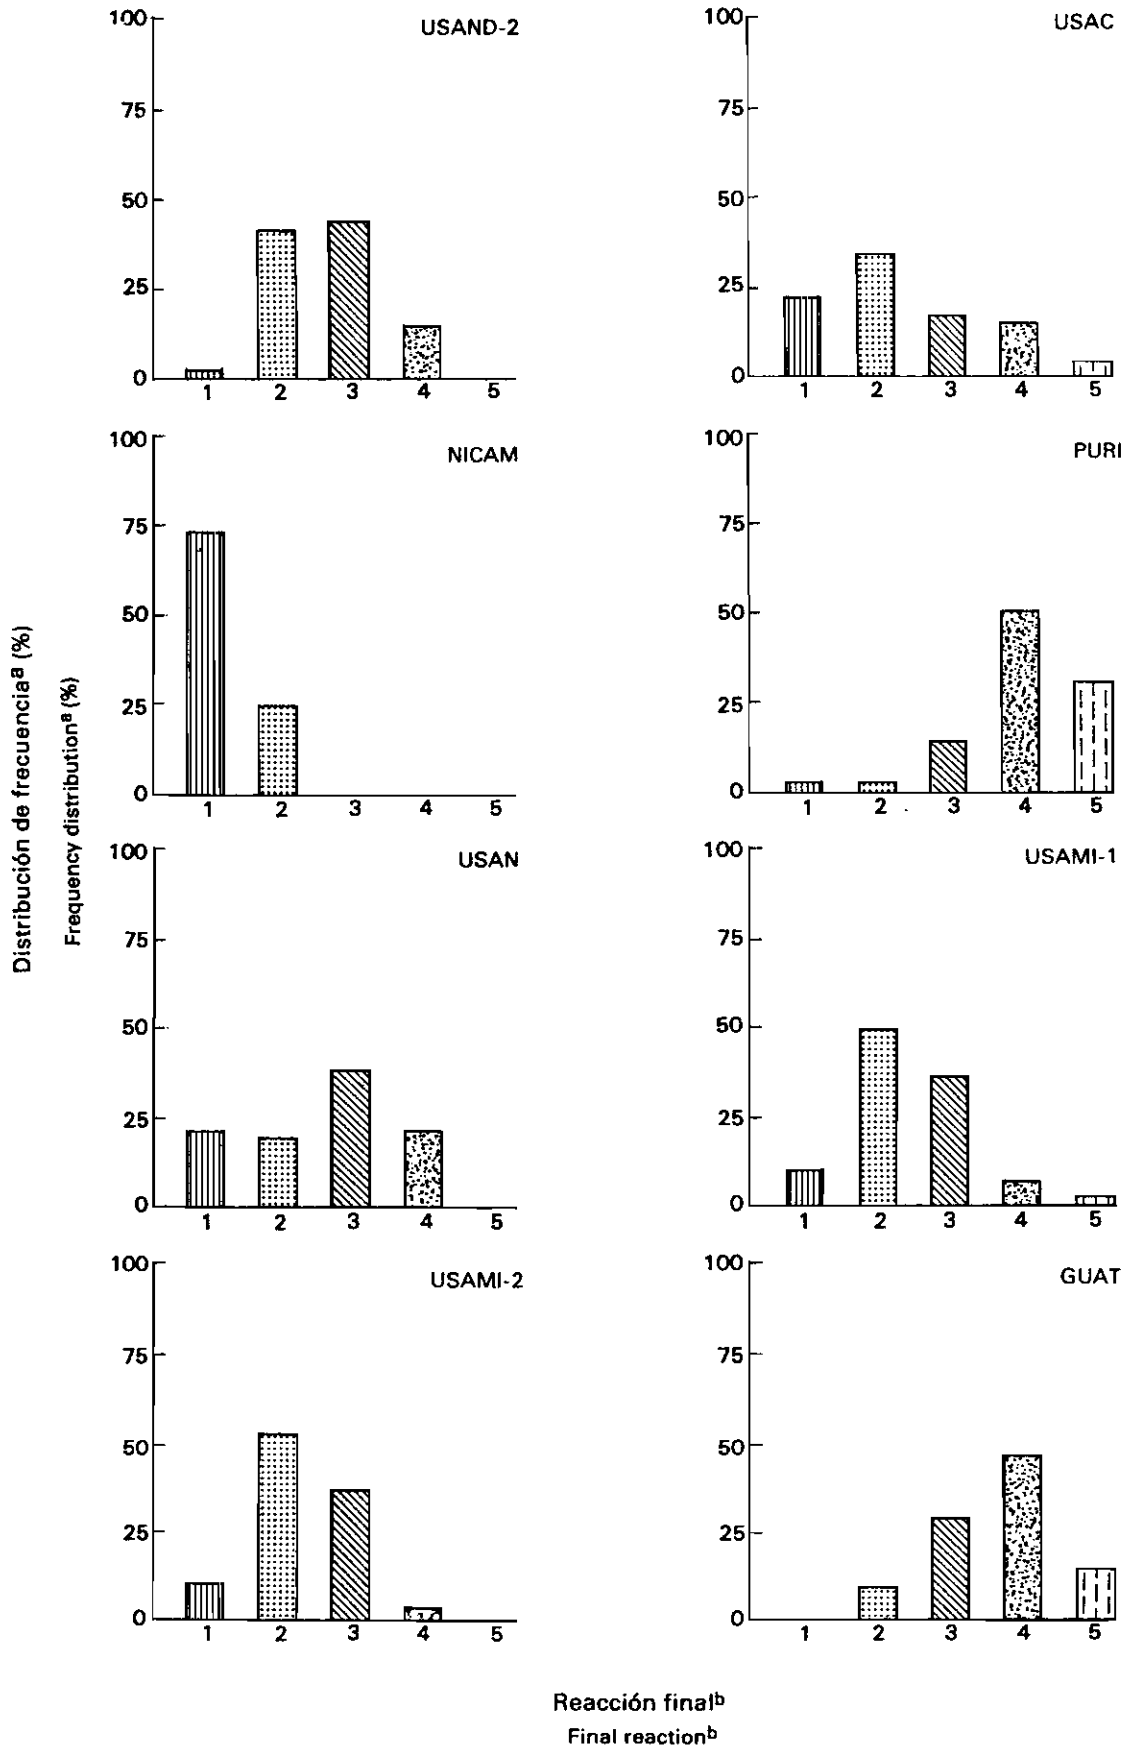 Distribución de frecuenciaª (%)
Frequency distributionª (%)
USAND-2
100
75
50
25
0
1 2 3 4 5
USAC
100
75
50
25
0
1 2 3 4 5
NICAM
100
75
50
25
0
1 2 3 4 5
PURI
100
75
50
25
0
1 2 3 4 5
USAN
100
75
50
25
0
1 2 3 4 5
USAMI-1
100
75
50
25
0
1 2 3 4 5
USAMI-2
100
75
50
25
0
1 2 3 4 5
GUAT
100
75
50
25
0
1 2 3 4 5
Reacción finalᵇ
Final reactionᵇ